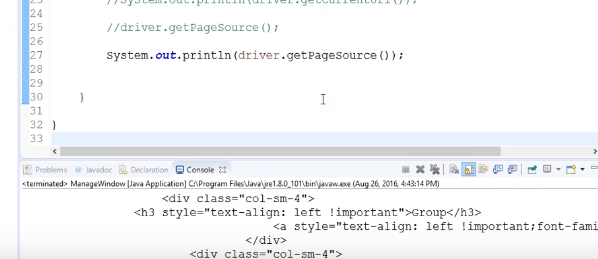 23 //System.out.println(driver.getCurrentUrl());
24
25 //driver.getPageSource();
26
27 System.out.println(driver.getPageSource());
28
29
30 }
31
32 }
33
Problems @ Javadoc Declaration Console
<terminated> ManageWindow [Java Application] C:\Program Files\Java\jre1.8.0_101\bin\javaw.exe (Aug 26, 2016, 4:43:14 PM)
<div class="col-sm-4">
<h3 style="text-align: left !important">Group</h3>
<a style="text-align: left !important;font-fami
</div>
<div class="col-sm-4">